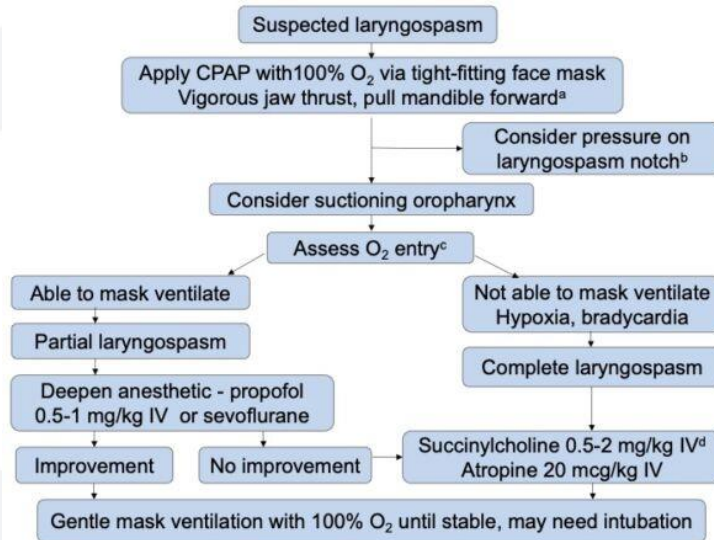 Suspected laryngospasm
Apply CPAP with100% O₂ via tight-fitting face mask
Vigorous jaw thrust, pull mandible forwardᵃ
Consider pressure on
laryngospasm notchᵇ
Consider suctioning oropharynx
Assess O₂ entryᶜ
Able to mask ventilate
Not able to mask ventilate
Hypoxia, bradycardia
Partial laryngospasm
Complete laryngospasm
Deepen anesthetic - propofol
0.5-1 mg/kg IV or sevoflurane
Succinylcholine 0.5-2 mg/kg IVᵈ
Atropine 20 mcg/kg IV
Improvement
No improvement
Gentle mask ventilation with 100% O₂ until stable, may need intubation